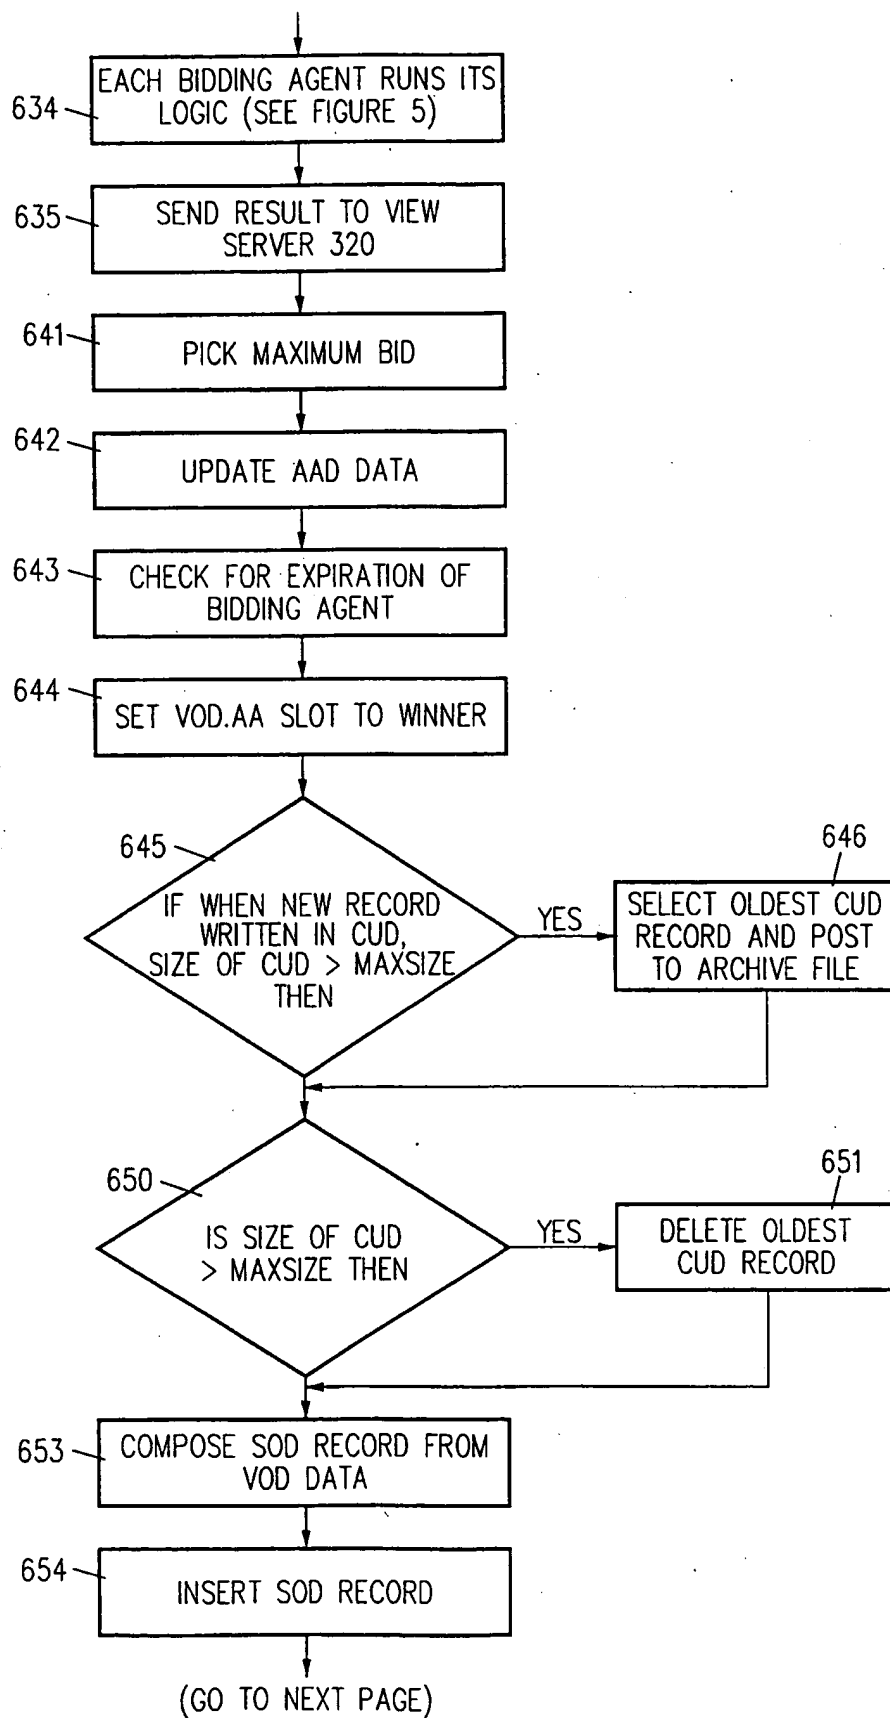 EACH BIDDING AGENT RUNS ITS
LOGIC (SEE FIGURE 5)
634
SEND RESULT TO VIEW
SERVER 320
635
641
PICK MAXIMUM BID
642
UPDATE AAD DATA
643
CHECK FOR EXPIRATION OF
BIDDING AGENT
644
SET VOD.AA SLOT TO WINNER
645
IF WHEN NEW RECORD
WRITTEN IN CUD,
SIZE OF CUD > MAXSIZE
THEN
YES
646
SELECT OLDEST CUD
RECORD AND POST
TO ARCHIVE FILE
650
IS SIZE OF CUD
> MAXSIZE THEN
YES
651
DELETE OLDEST
CUD RECORD
653
COMPOSE SOD RECORD FROM
VOD DATA
654
INSERT SOD RECORD
(GO TO NEXT PAGE)